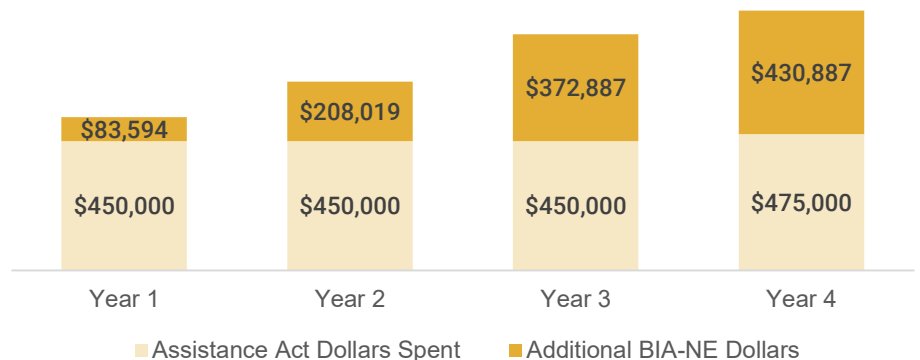 $430,887
$372,887
$208,019
$83,594
$450,000
$450,000
$450,000
$475,000
Year 1
Year 2
Year 3
Year 4
Assistance Act Dollars Spent
Additional BIA-NE Dollars